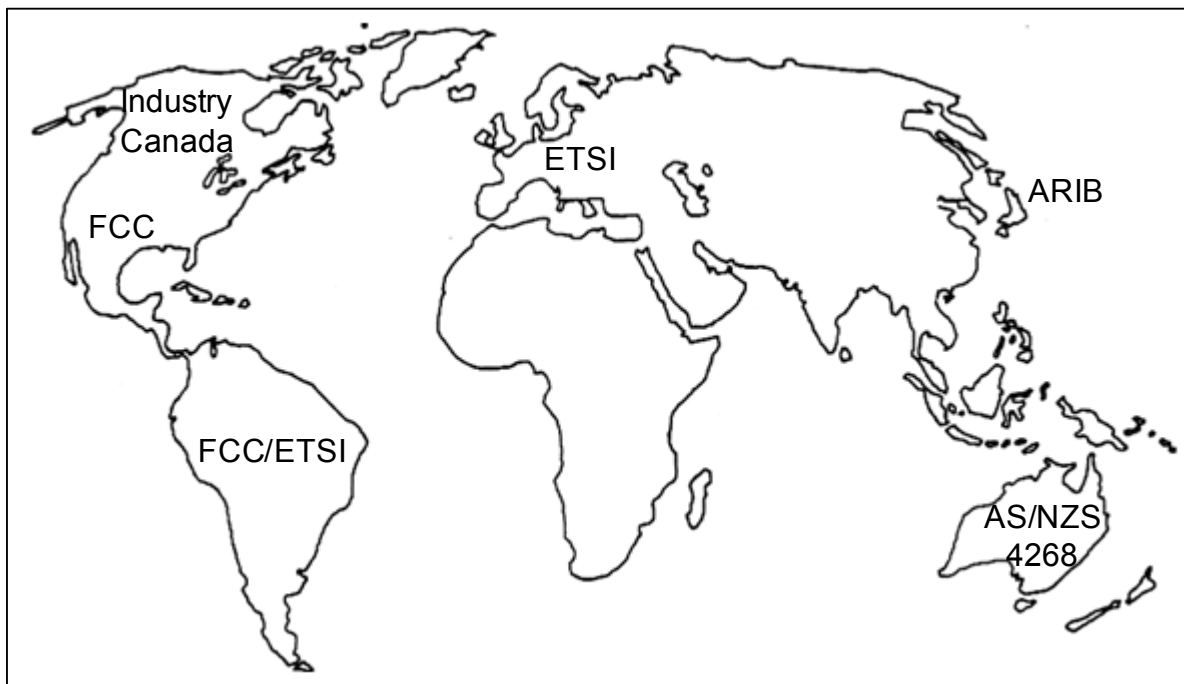 Industry
Canada
ETSI
ARIB
FCC
FCC/ETSI
AS/NZS
4268